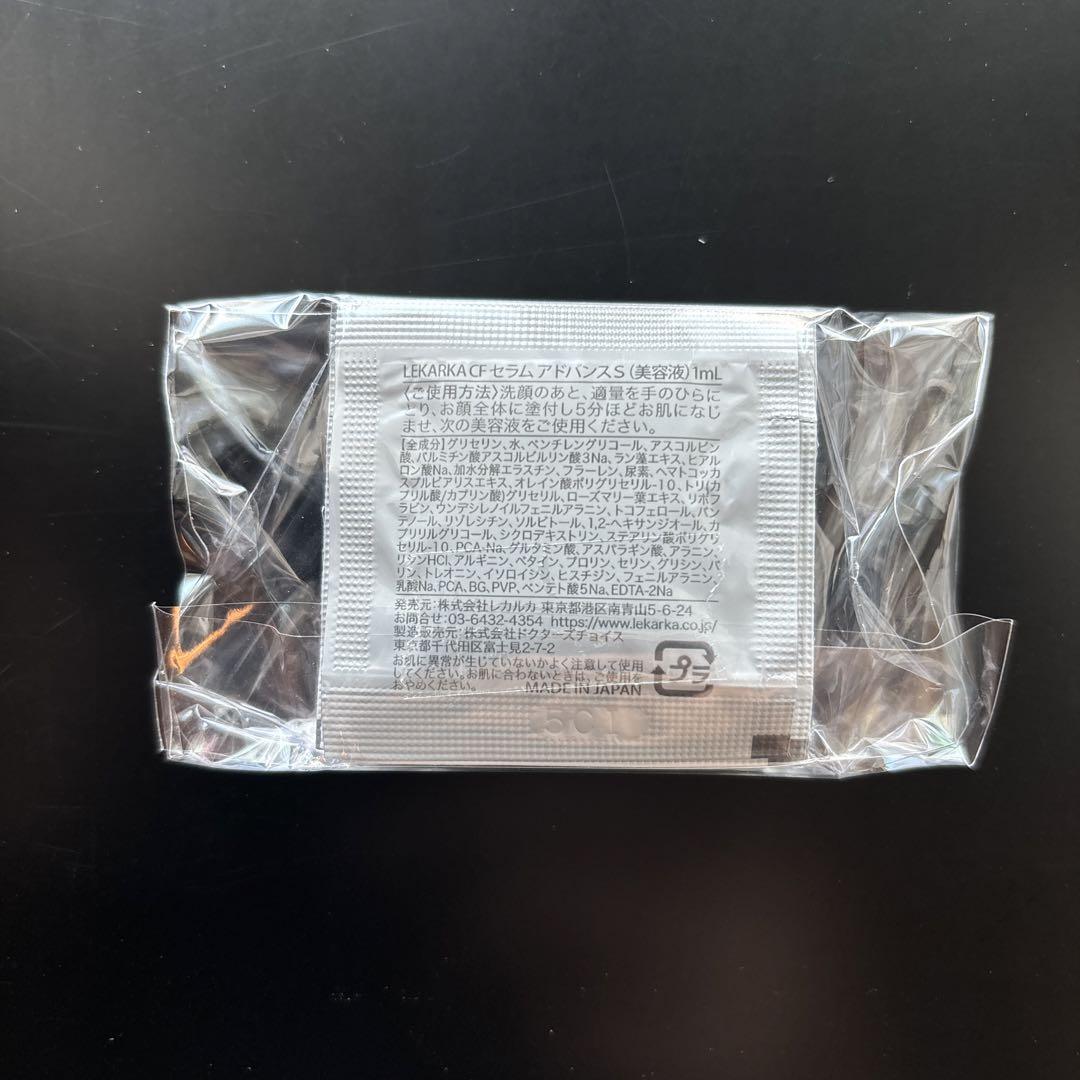 LEKARKA CF セラム アドバンス S（美容液）1mL
〈ご使用方法〉洗顔のあと、適量を手のひらに
とり、お顔全体に塗付し5分ほどお肌になじ
ませ、次の美容液をご使用ください。
【全成分】グリセリン、水、ペンチレングリコール、アスコルビン
酸、パルミチン酸アスコルビルリン酸3Na、ラン藻エキス、ヒアル
ロン酸Na、加水分解エラスチン、フラーレン、尿素、ヘマトコッカ
スプルビアリスエキス、オレイン酸ポリグリセリル-10、トリ(カ
プリル酸/カプリン酸)グリセリル、ローズマリー葉エキス、リボフ
ラビン、ウンデシレノイルフェニルアラニン、トコフェロール、パン
テノール、リゾレシチン、ソルビトール、1,2-ヘキサンジオール、カ
プリリルグリコール、シクロデキストリン、ステアリン酸ポリグリ
セリル-10、PCA-Na、グルタミン酸、アスパラギン酸、アラニン、
リシンHCl、アルギニン、ベタイン、プロリン、セリン、グリシン、バ
リン、トレオニン、イソロイシン、ヒスチジン、フェニルアラニン、
乳酸Na、PCA、BG、PVP、ペンテト酸5Na、EDTA-2Na
発売元：株式会社レカルカ 東京都港区南青山5-6-24
お問合せ：03-6432-4354 https://www.lekarka.co.jp/
製造販売元：株式会社ドクターズチョイス
東京都千代田区富士見2-7-2
お肌に異常が生じていないかよく注意して使用
してください。お肌に合わないときは、ご使用を
おやめください。 MADE IN JAPAN
プラ